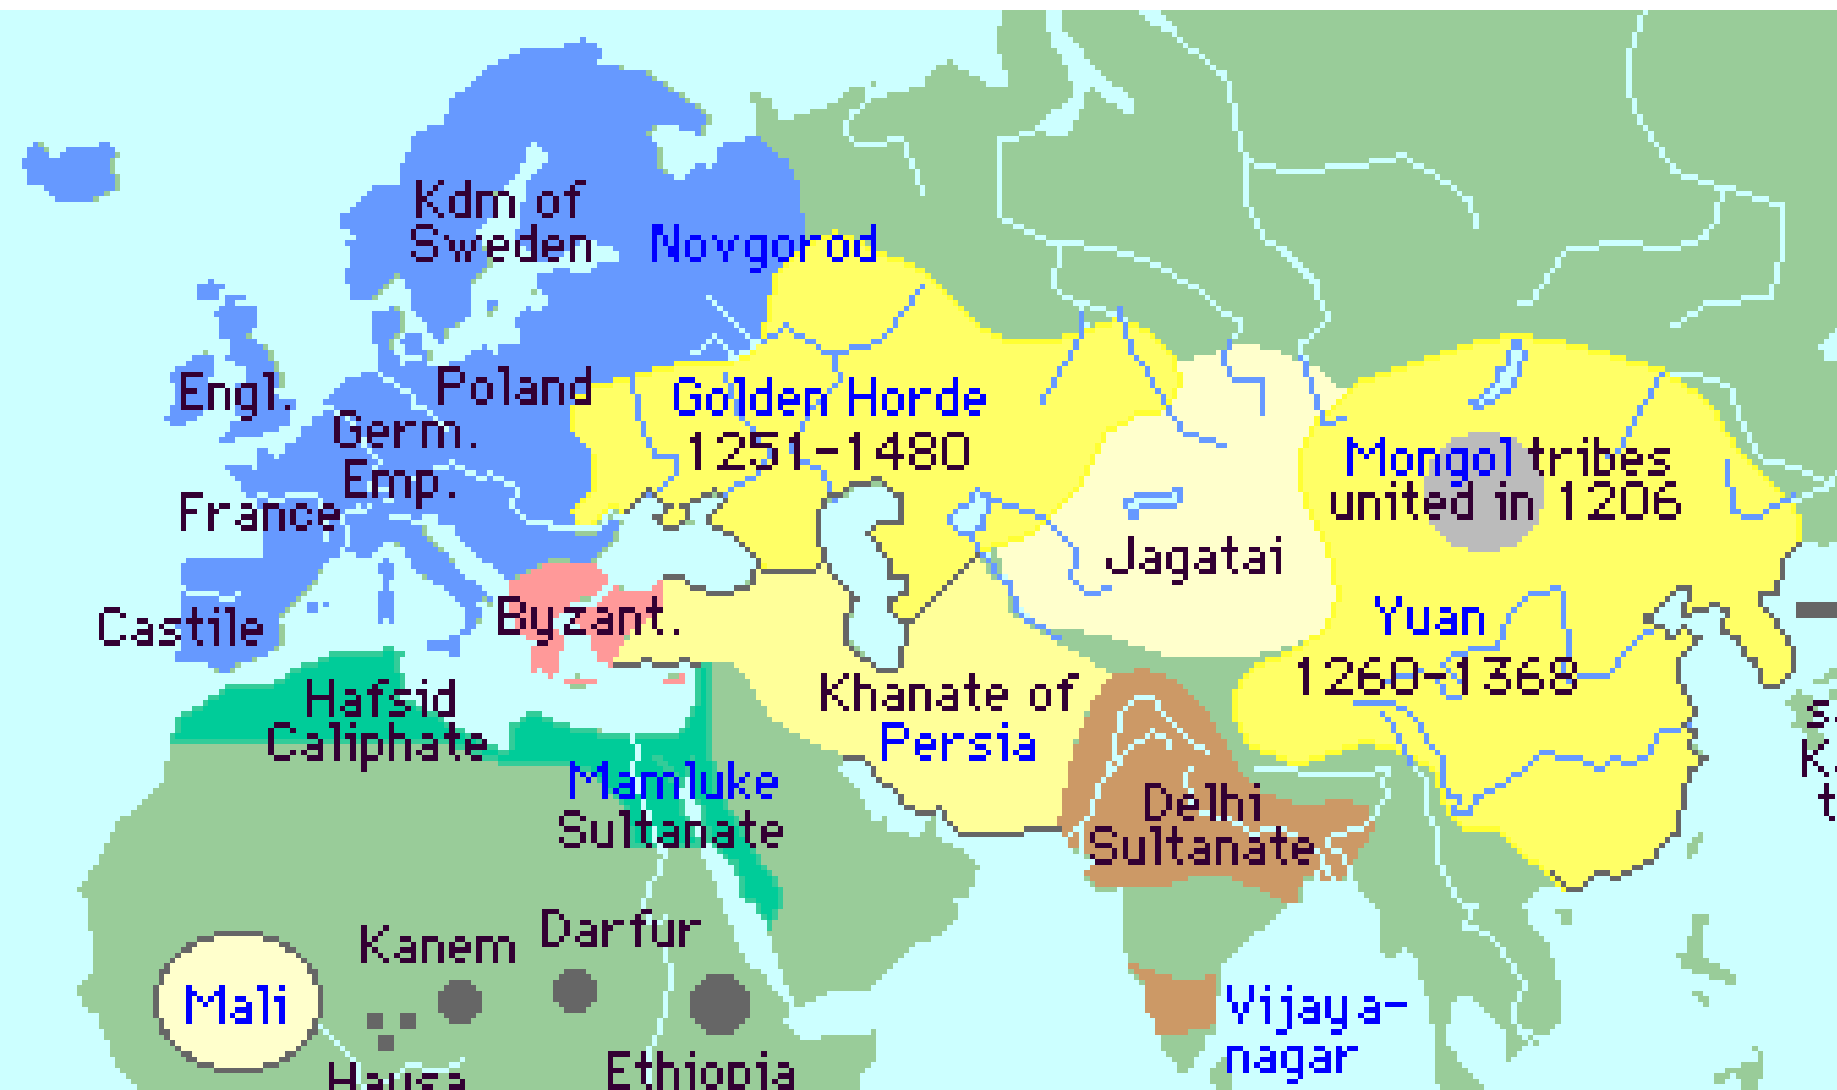 Kdm of
Sweden
Novgorod
Engl.
Poland
Germ.
Emp.
France
Castile
Golden Horde
1251-1480
Mongol tribes
united in 1206
Jagatai
Byzant.
Yuan
1260-1368
Hafsid
Caliphate
Khanate of
Persia
Mamluke
Sultanate
Delhi
Sultanate
Kanem
Darfur
Mali
Hausa
Ethiopia
Vijaya-
nagar